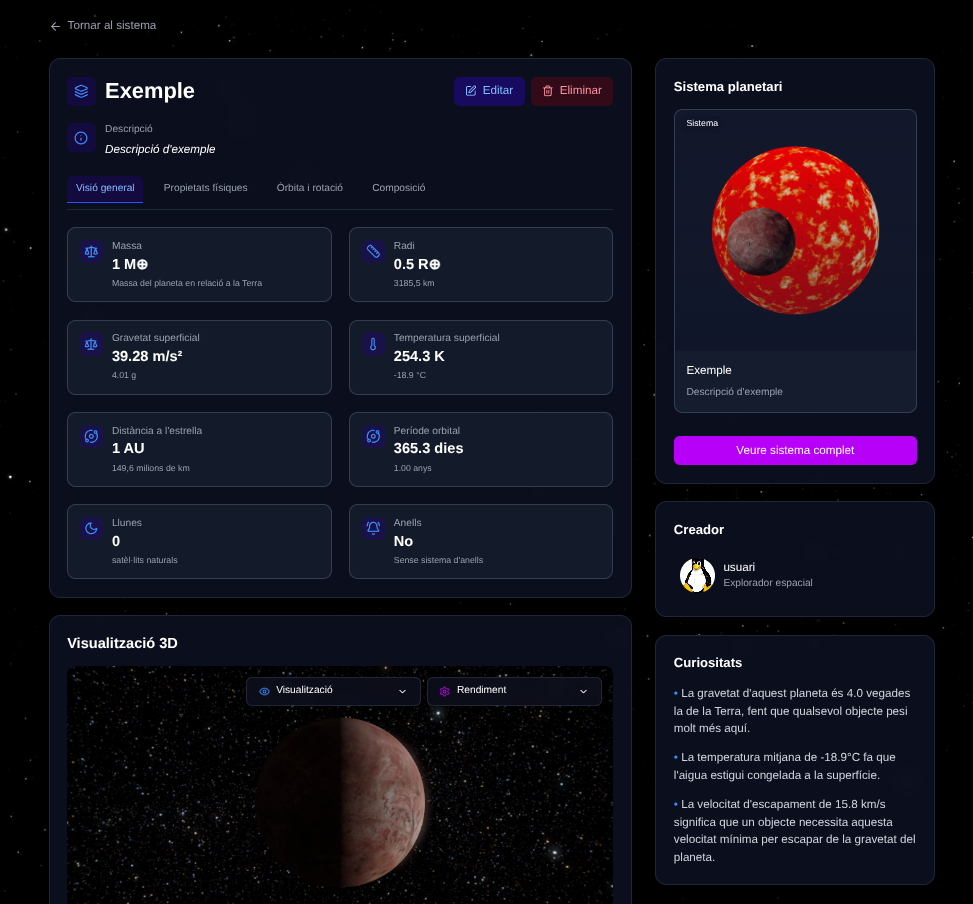 Tornar al sistema
Exemple
Editar
Eliminar
Descripció
Descripció d'exemple
Visió general
Propietats físiques
Òrbita i rotació
Composició
Massa
1 M⊕
Massa del planeta en relació a la Terra
Radi
0.5 R⊕
3185,5 km
Gravetat superficial
39.28 m/s²
4.01 g
Temperatura superficial
254.3 K
-18.9 °C
Distància a l'estrella
1 AU
149,6 milions de km
Període orbital
365.3 dies
1.00 anys
Llunes
0
satèl·lits naturals
Anells
No
Sense sistema d'anells
Visualització 3D
Visualització
Rendiment
Sistema planetari
Sistema
Exemple
Descripció d'exemple
Veure sistema complet
Creador
usuari
Explorador espacial
Curiositats
• La gravetat d'aquest planeta és 4.0 vegades
la de la Terra, fent que qualsevol objecte pesi
molt més aquí.
• La temperatura mitjana de -18.9°C fa que
l'aigua estigui congelada a la superfície.
• La velocitat d'escapament de 15.8 km/s
significa que un objecte necessita aquesta
velocitat mínima per escapar de la gravetat del
planeta.